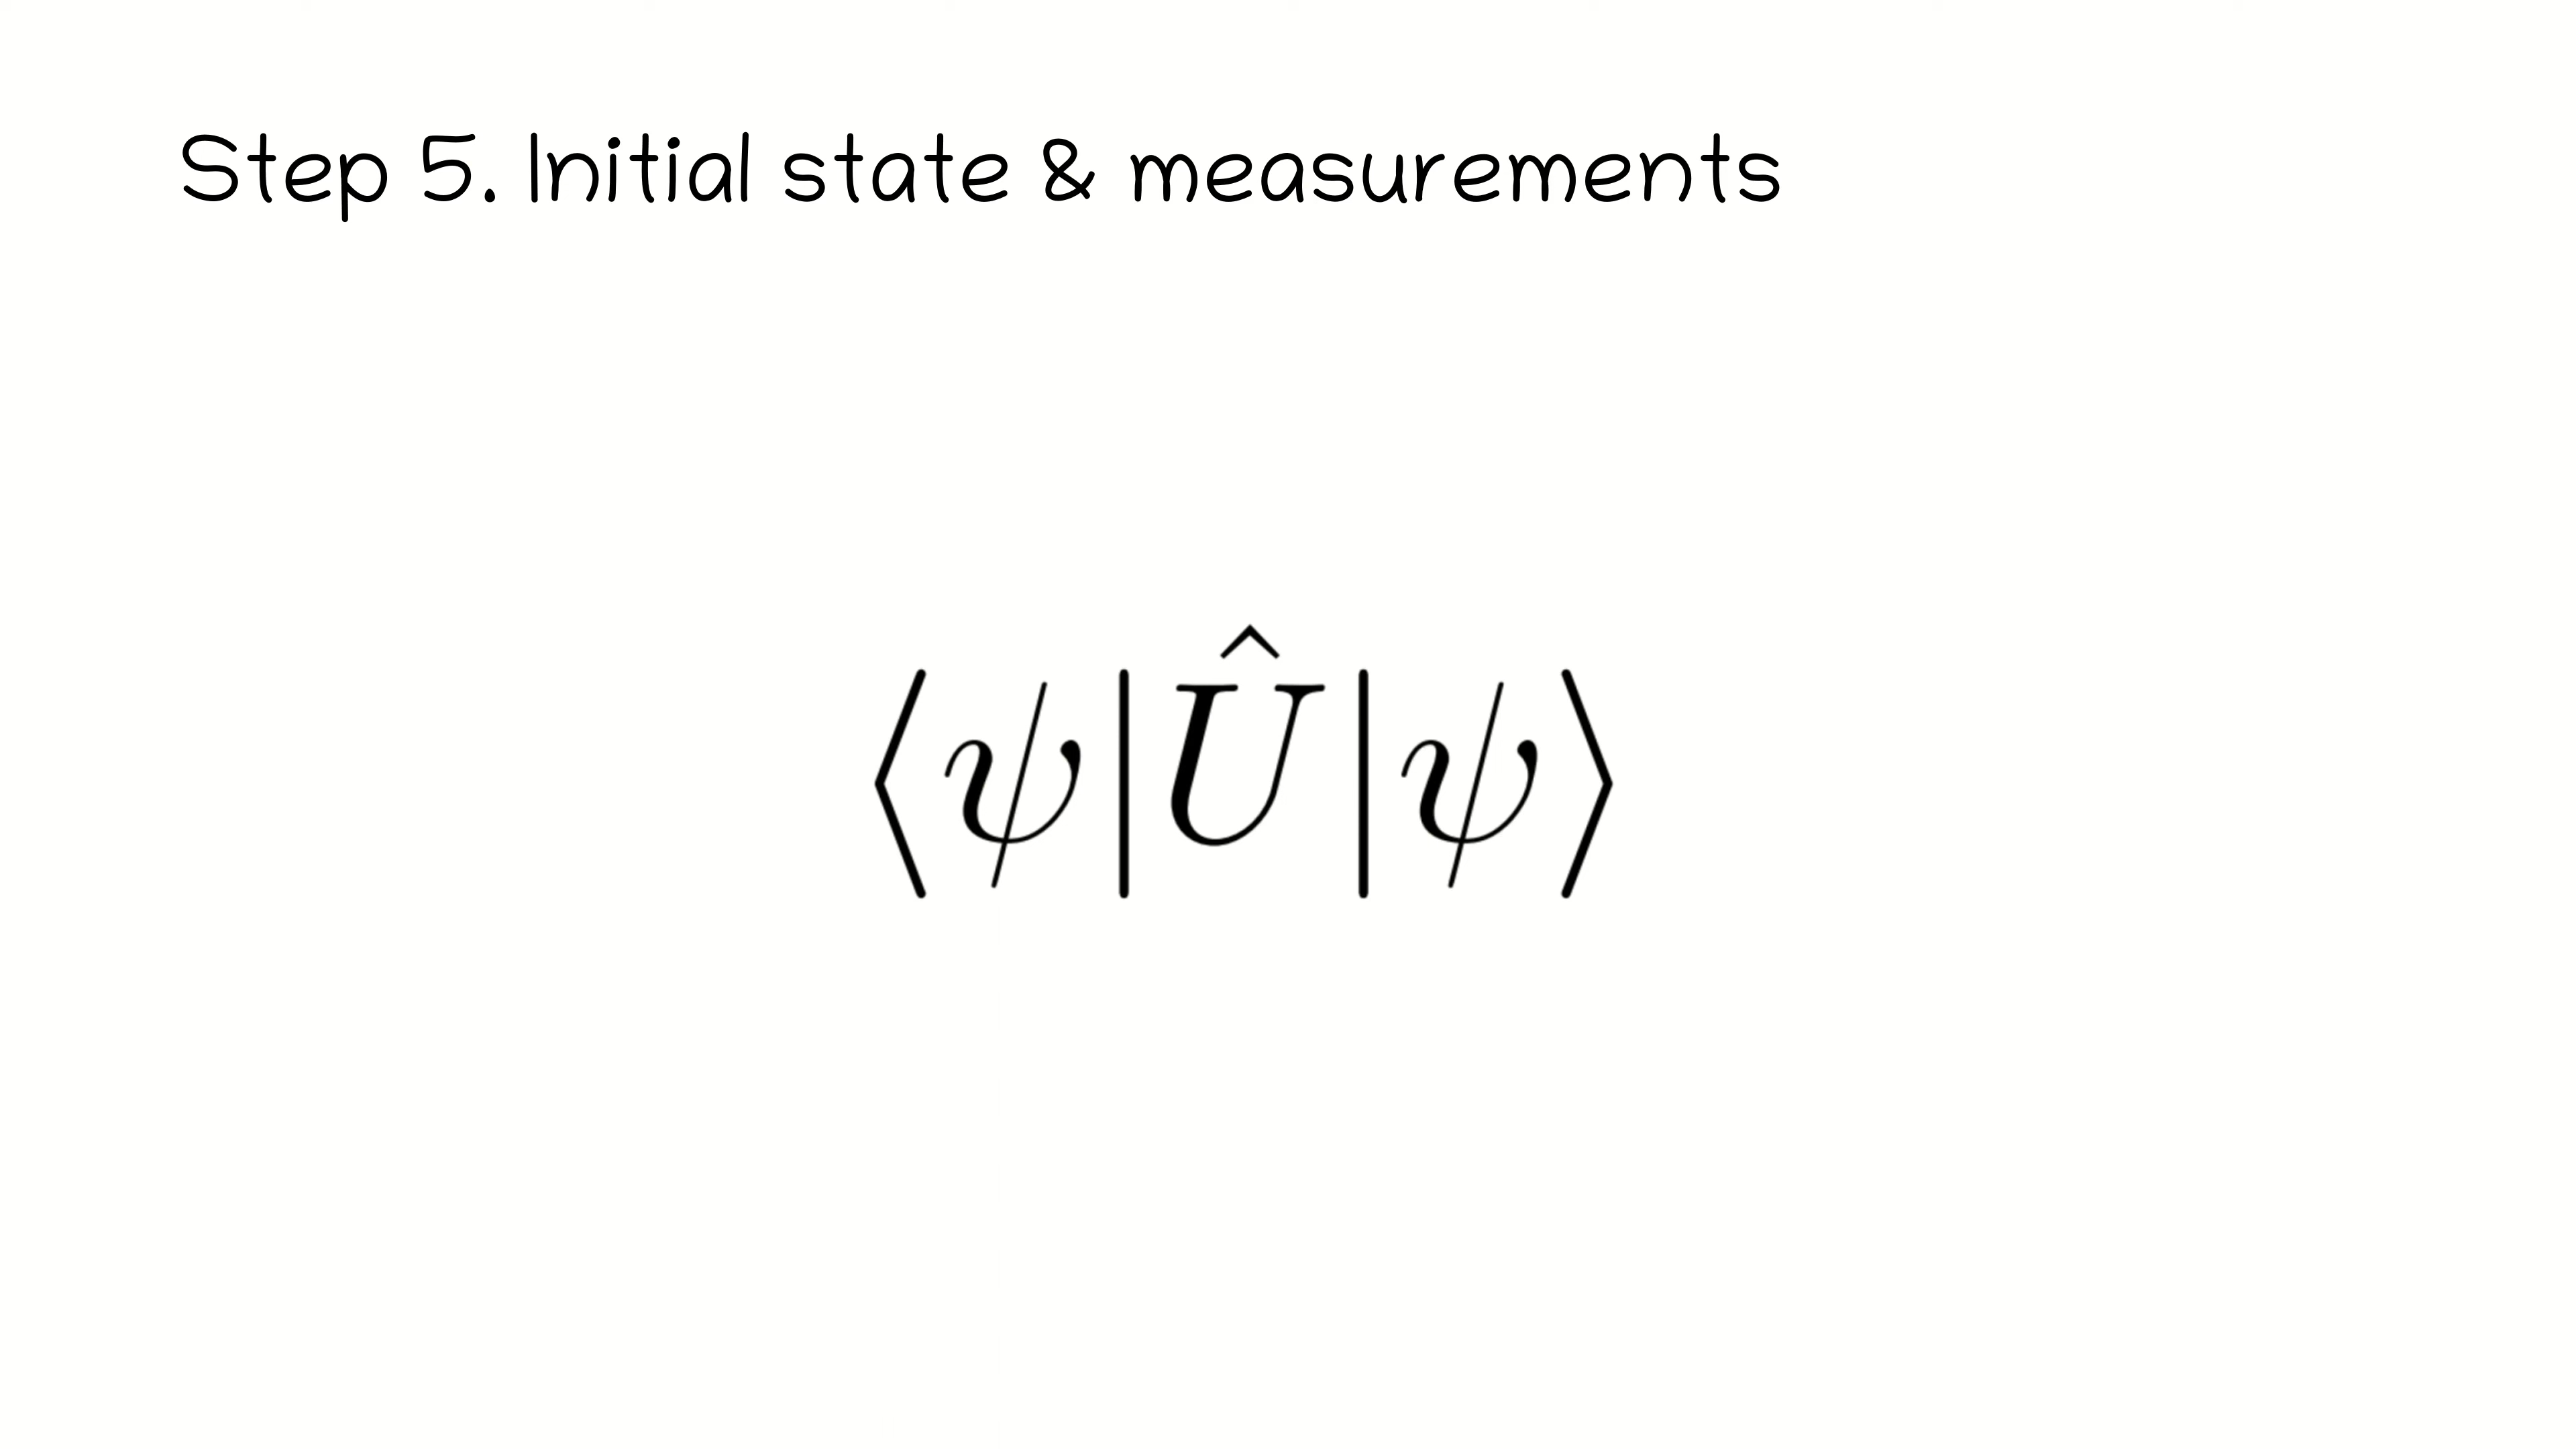 Step 5. Initial state & measurements
⟨ψ|Û|ψ⟩